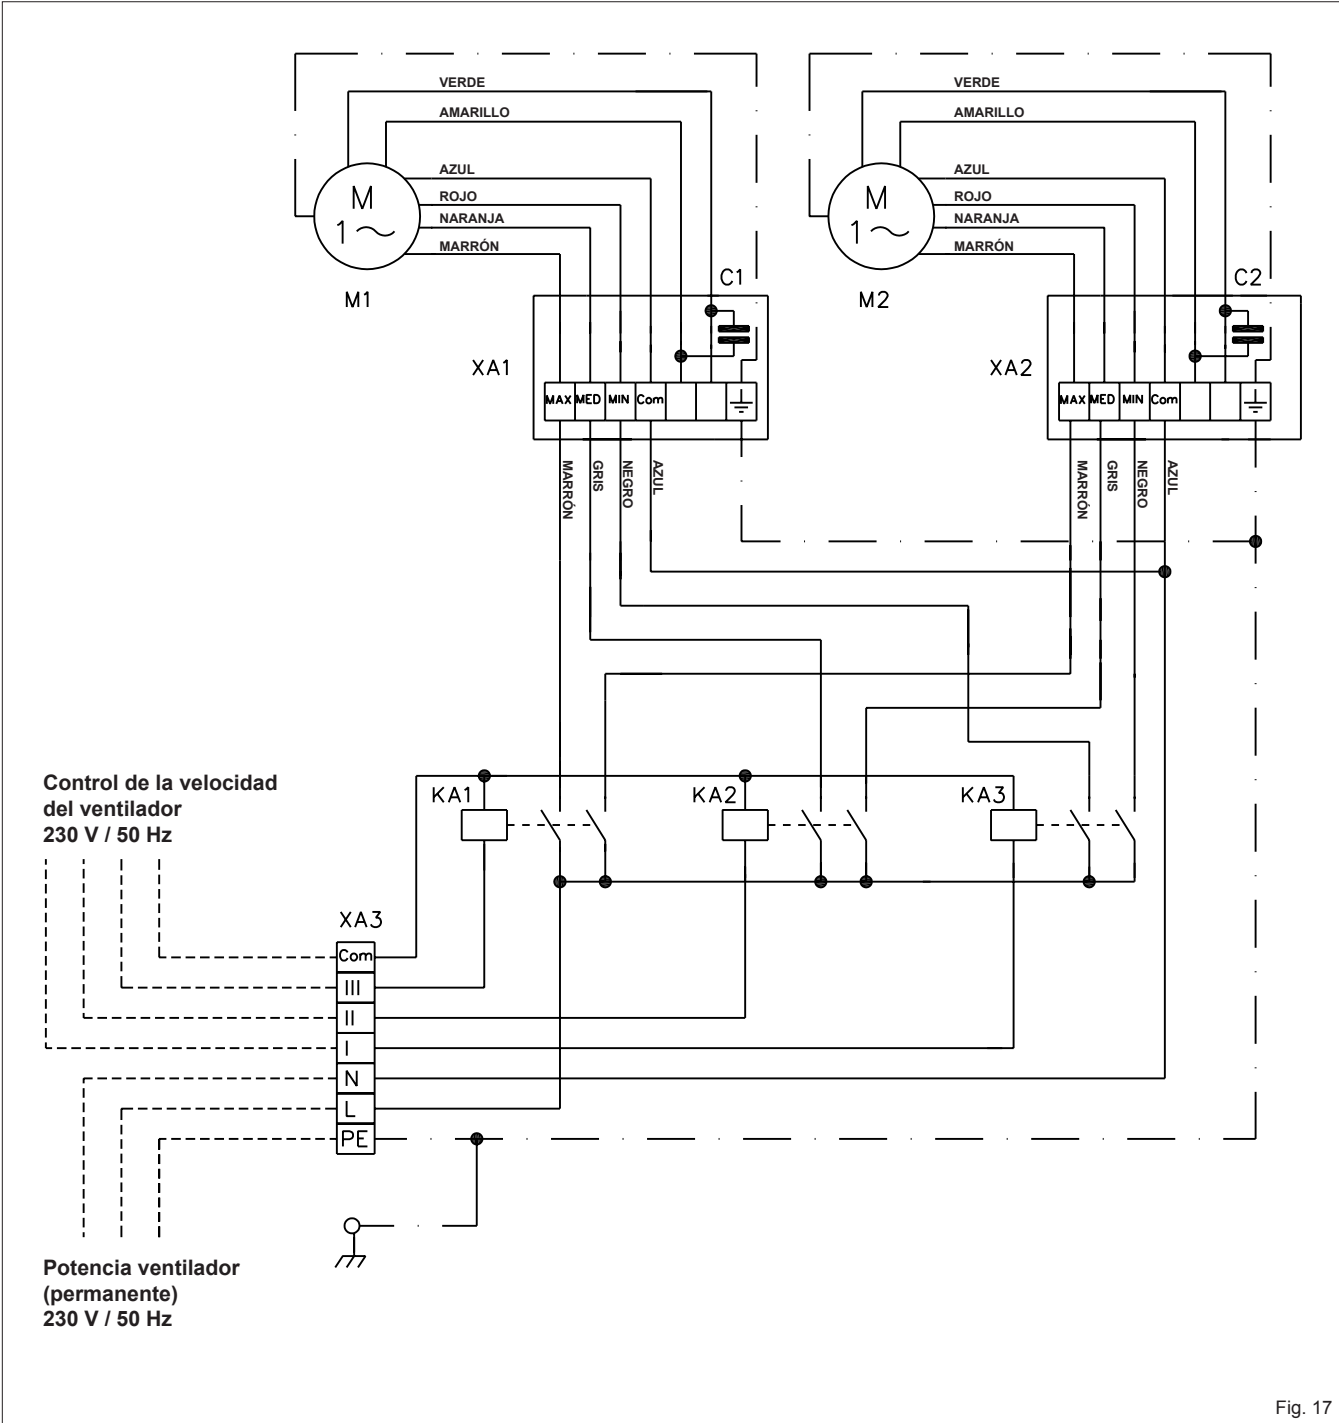 VERDE
AMARILLO
AZUL
ROJO
NARANJA
MARRÓN
M
1
M1
C1
XA1
MAX MED MIN Com
MARRÓN
GRIS
NEGRO
AZUL
VERDE
AMARILLO
AZUL
ROJO
NARANJA
MARRÓN
M
1
M2
C2
XA2
MAX MED MIN Com
MARRÓN
GRIS
NEGRO
AZUL
Control de la velocidad
del ventilador
230 V / 50 Hz
KA1
KA2
KA3
XA3
Com
III
II
I
N
L
PE
Potencia ventilador
(permanente)
230 V / 50 Hz
Fig. 17